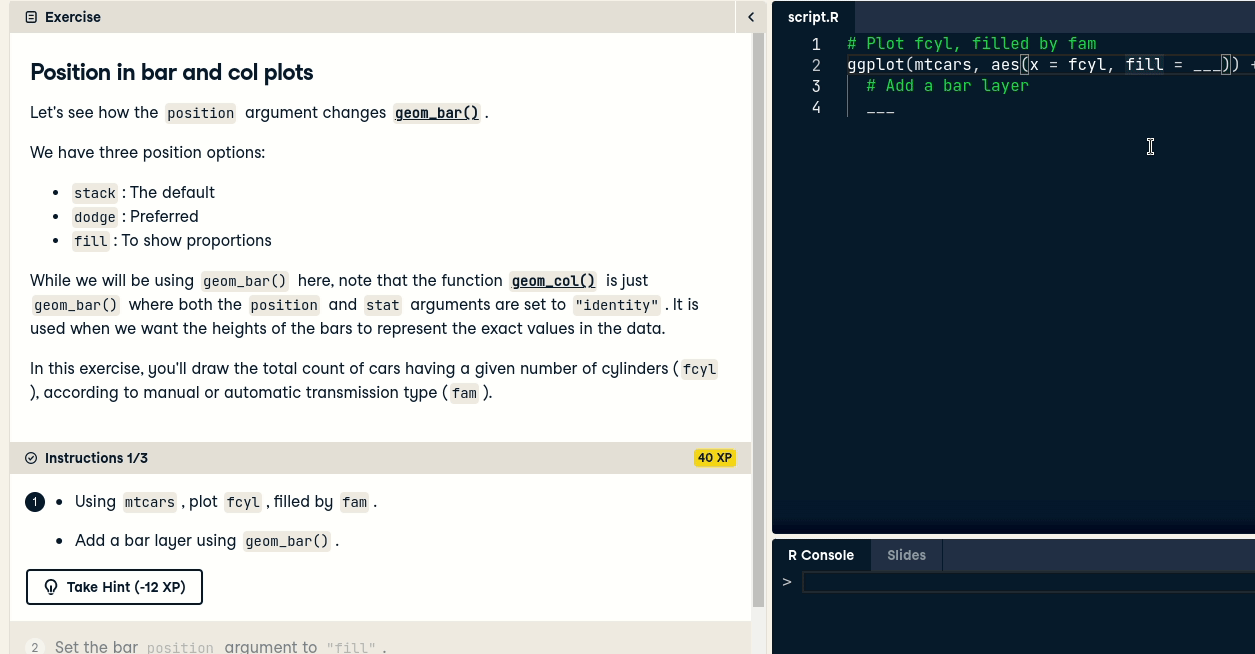 Exercise
Position in bar and col plots
Let's see how the position argument changes geom_bar() .
We have three position options:
• stack : The default
• dodge : Preferred
• fill : To show proportions
While we will be using geom_bar() here, note that the function geom_col() is just
geom_bar() where both the position and stat arguments are set to "identity" . It is
used when we want the heights of the bars to represent the exact values in the data.
In this exercise, you'll draw the total count of cars having a given number of cylinders ( fcyl
), according to manual or automatic transmission type ( fam ).
Instructions 1/3
40 XP
1 • Using mtcars , plot fcyl , filled by fam .
• Add a bar layer using geom_bar() .
Take Hint (-12 XP)
2 Set the bar position argument to "fill" .
script.R
1 # Plot fcyl, filled by fam
2 ggplot(mtcars, aes(x = fcyl, fill = ___)) +
3 # Add a bar layer
4 ___
R Console
Slides
>